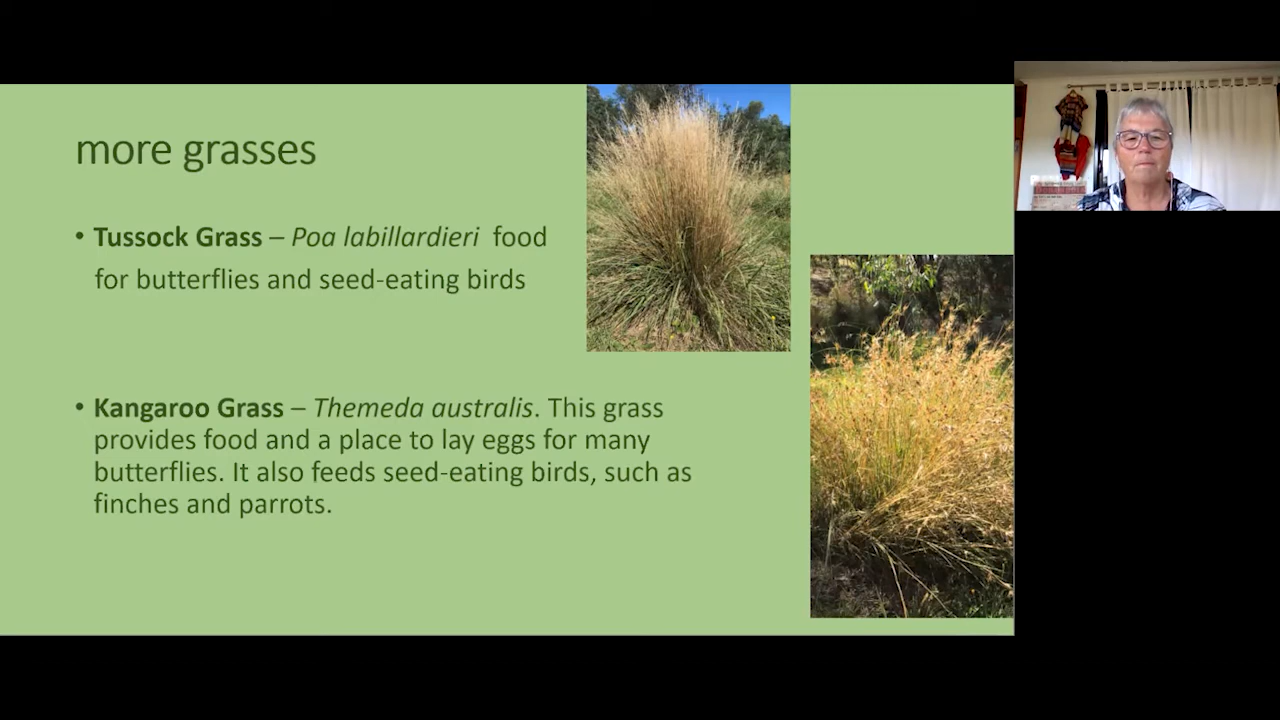 more grasses
• Tussock Grass – Poa labillardieri food
for butterflies and seed-eating birds
• Kangaroo Grass – Themeda australis. This grass
provides food and a place to lay eggs for many
butterflies. It also feeds seed-eating birds, such as
finches and parrots.